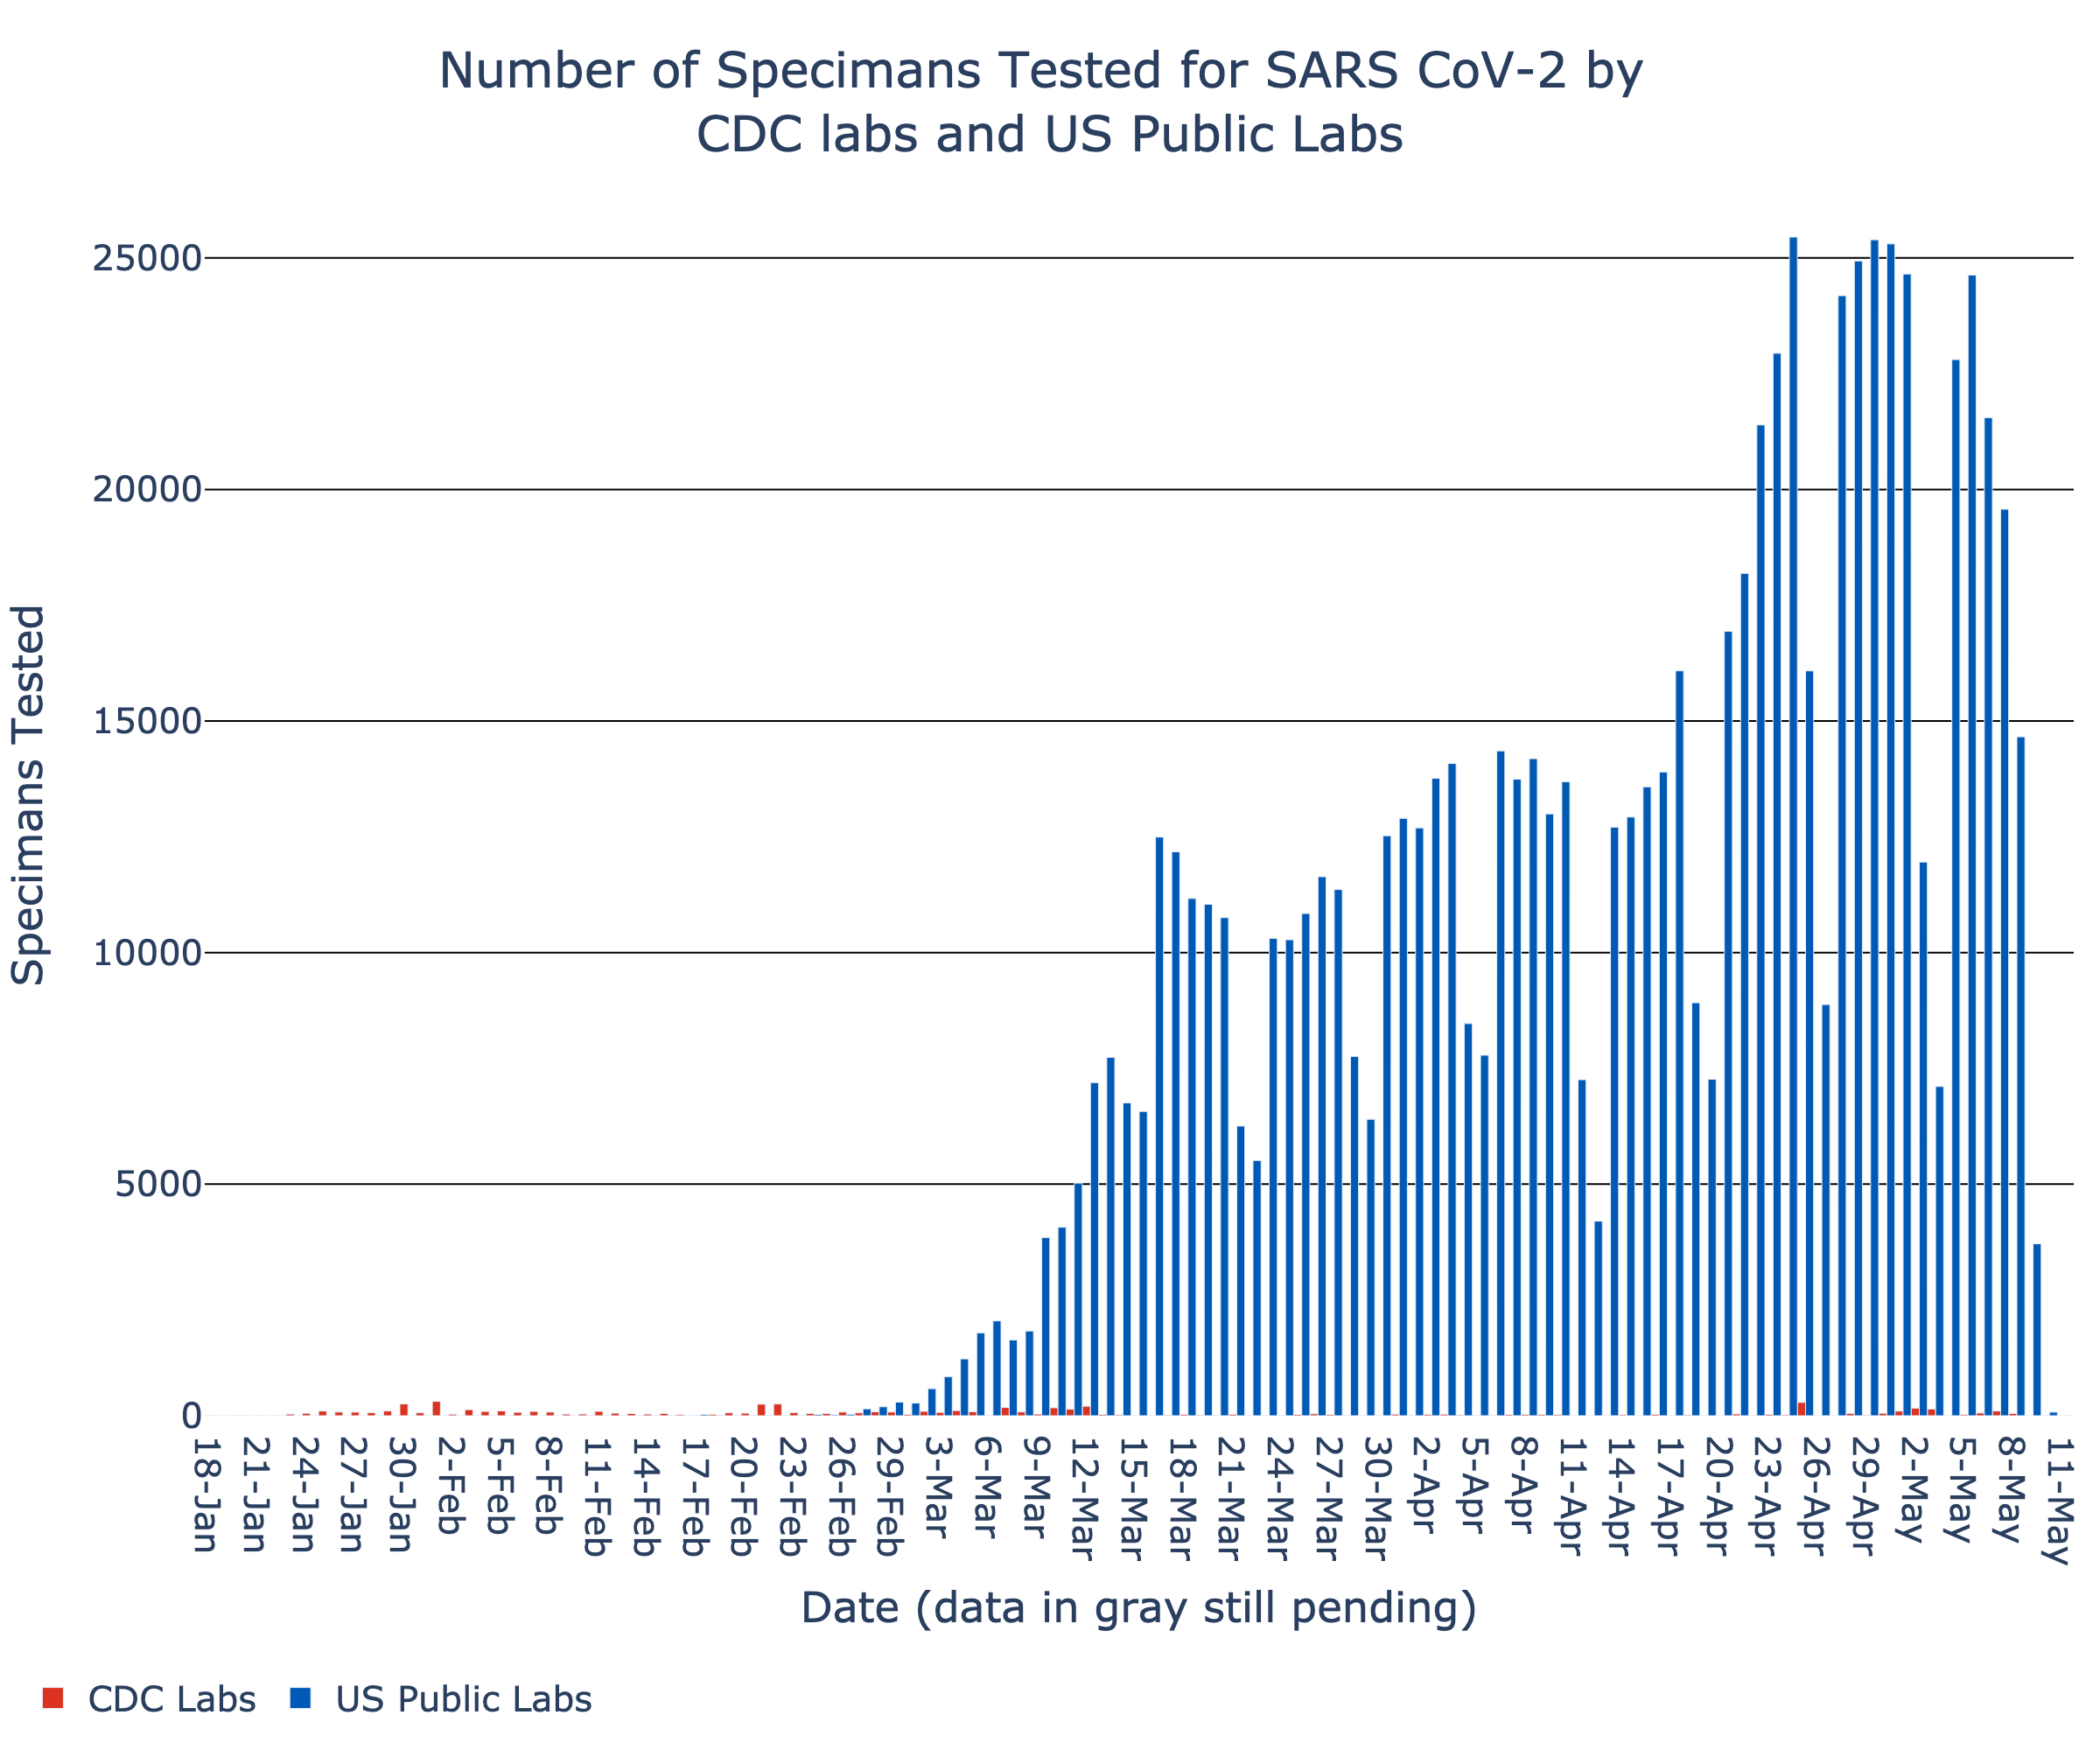 Number of Specimans Tested for SARS CoV-2 by
CDC labs and US Public Labs
25000
20000
15000
10000
5000
0
Specimans Tested
18-Jan
21-Jan
24-Jan
27-Jan
30-Jan
2-Feb
5-Feb
8-Feb
11-Feb
14-Feb
17-Feb
20-Feb
23-Feb
26-Feb
29-Feb
3-Mar
6-Mar
9-Mar
12-Mar
15-Mar
18-Mar
21-Mar
24-Mar
27-Mar
30-Mar
2-Apr
5-Apr
8-Apr
11-Apr
14-Apr
17-Apr
20-Apr
23-Apr
26-Apr
29-Apr
2-May
5-May
8-May
11-May
Date (data in gray still pending)
CDC Labs
US Public Labs